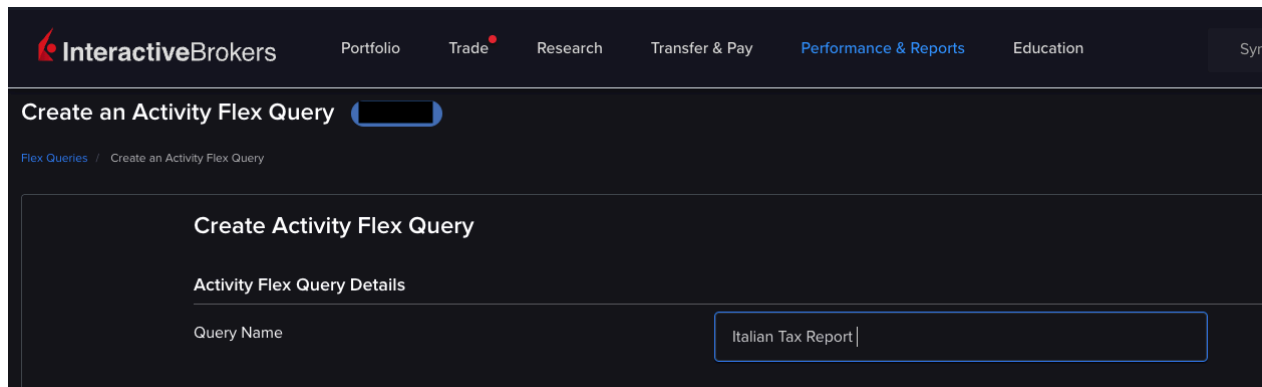 InteractiveBrokers Portfolio Trade Research Transfer & Pay Performance & Reports Education
Create an Activity Flex Query
Flex Queries / Create an Activity Flex Query
Create Activity Flex Query
Activity Flex Query Details
Query Name Italian Tax Report